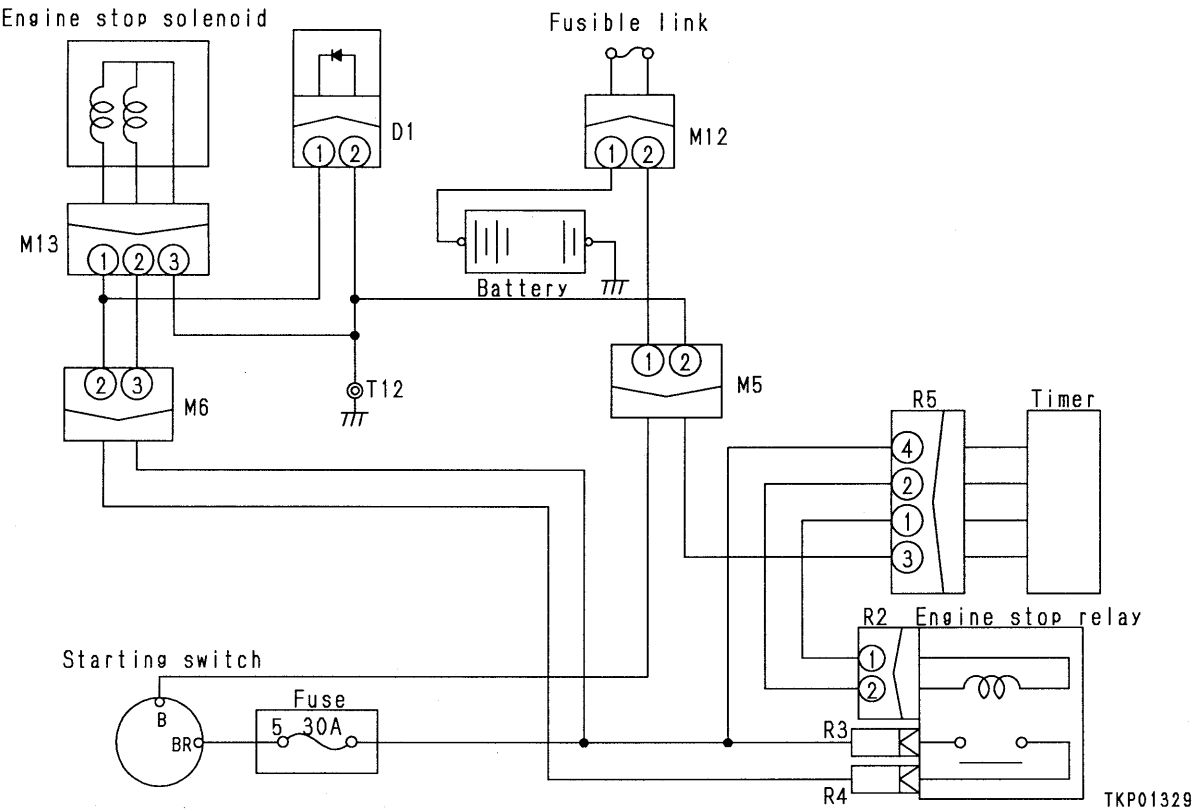 Engine stop solenoid
Fusible link
D1
1 2
M12
1 2
M13
1 2 3
Battery
2 3
M6
T12
1 2
M5
R5
Timer
4
2
1
3
R2 Engine stop relay
1
2
Starting switch
B
BR
Fuse
5 30A
R3
R4
TKP01329